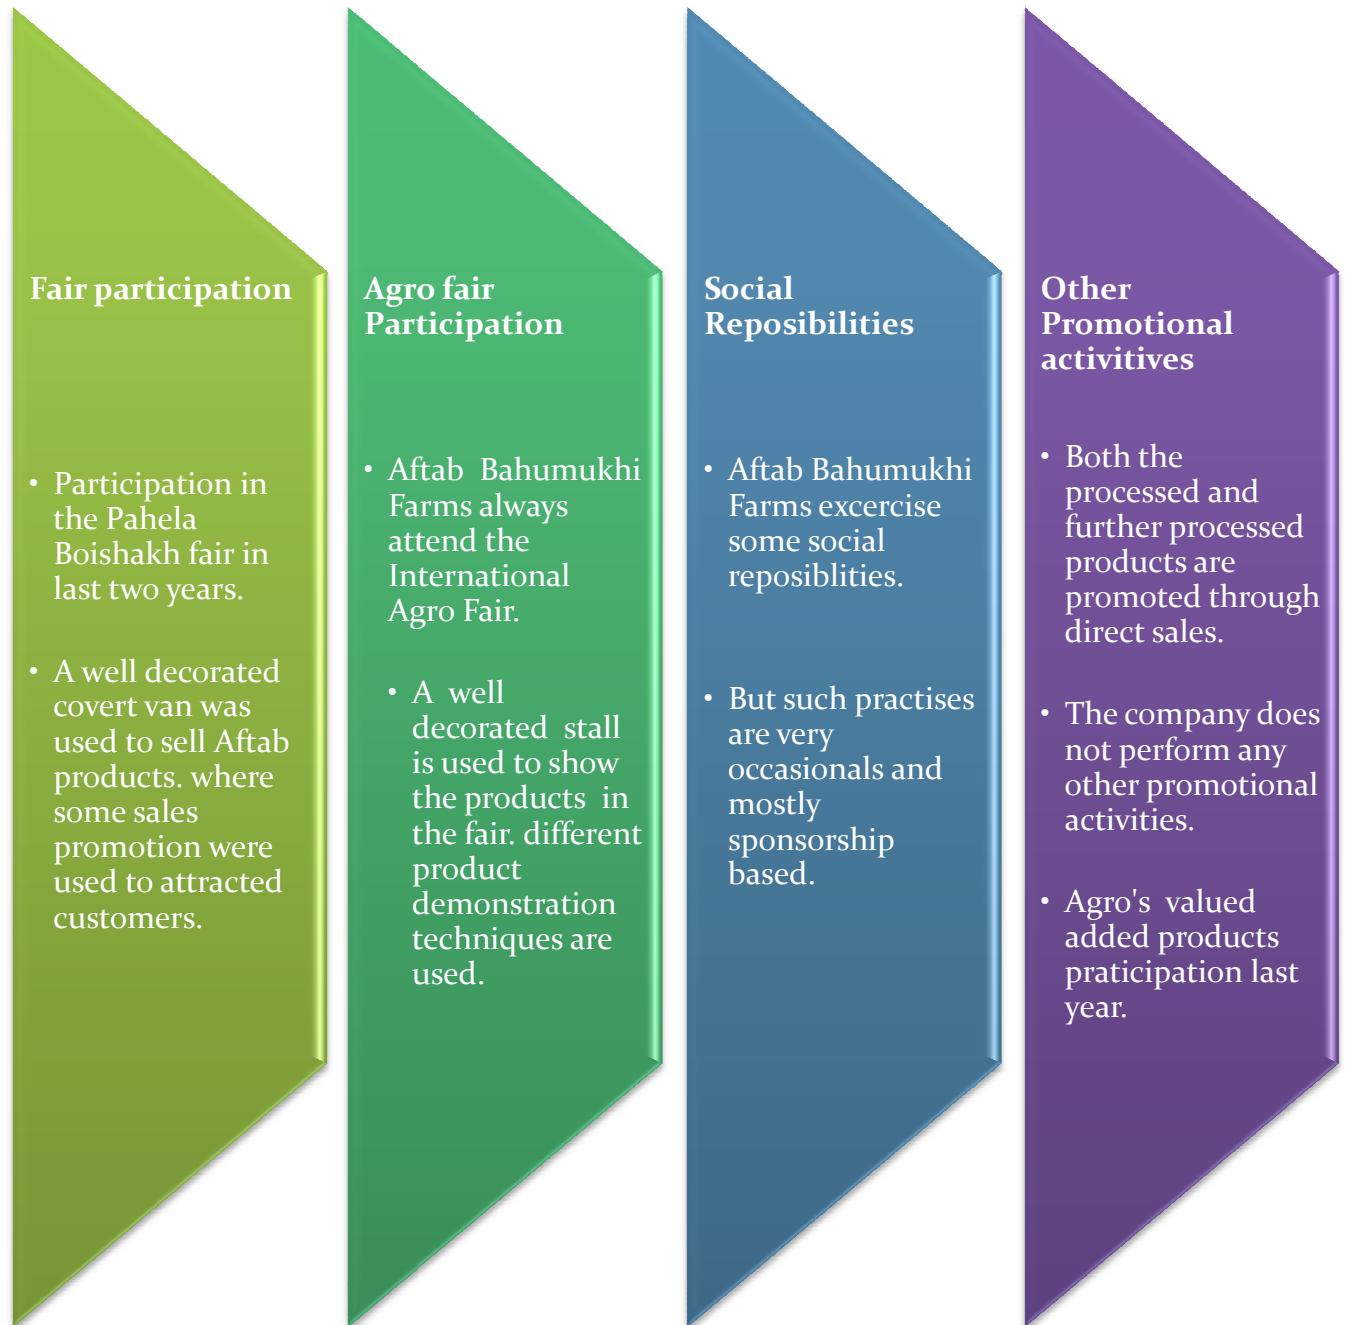 Fair participation
• Participation in
the Pahela
Boishakh fair in
last two years.
• A well decorated
covert van was
used to sell Aftab
products. where
some sales
promotion were
used to attracted
customers.
Agro fair
Participation
• Aftab Bahumukhi
Farms always
attend the
International
Agro Fair.
• A well
decorated stall
is used to show
the products in
the fair. different
product
demonstration
techniques are
used.
Social
Reposibilities
• Aftab Bahumukhi
Farms excercise
some social
reposiblities.
• But such practises
are very
occasionals and
mostly
sponsorship
based.
Other
Promotional
activitives
• Both the
processed and
further processed
products are
promoted through
direct sales.
• The company does
not perform any
other promotional
activities.
• Agro's valued
added products
praticipation last
year.